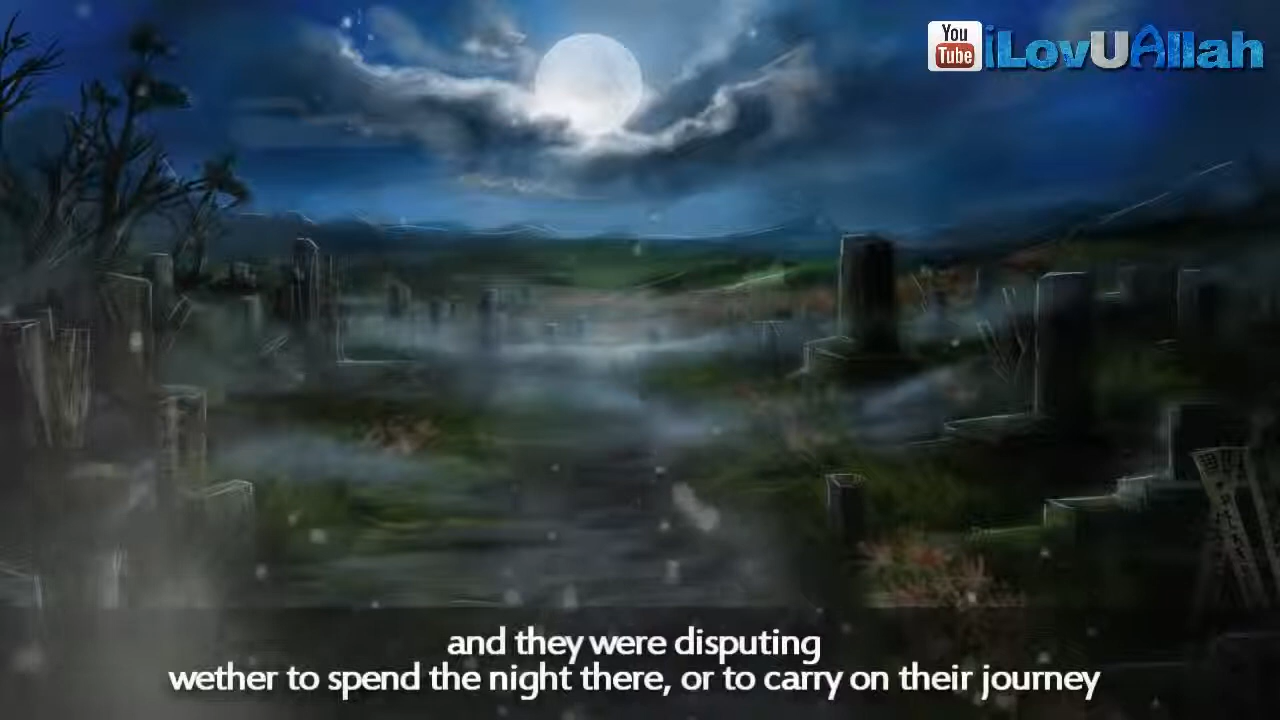 You
Tube
iLovUAllah
and they were disputing
wether to spend the night there, or to carry on their journey